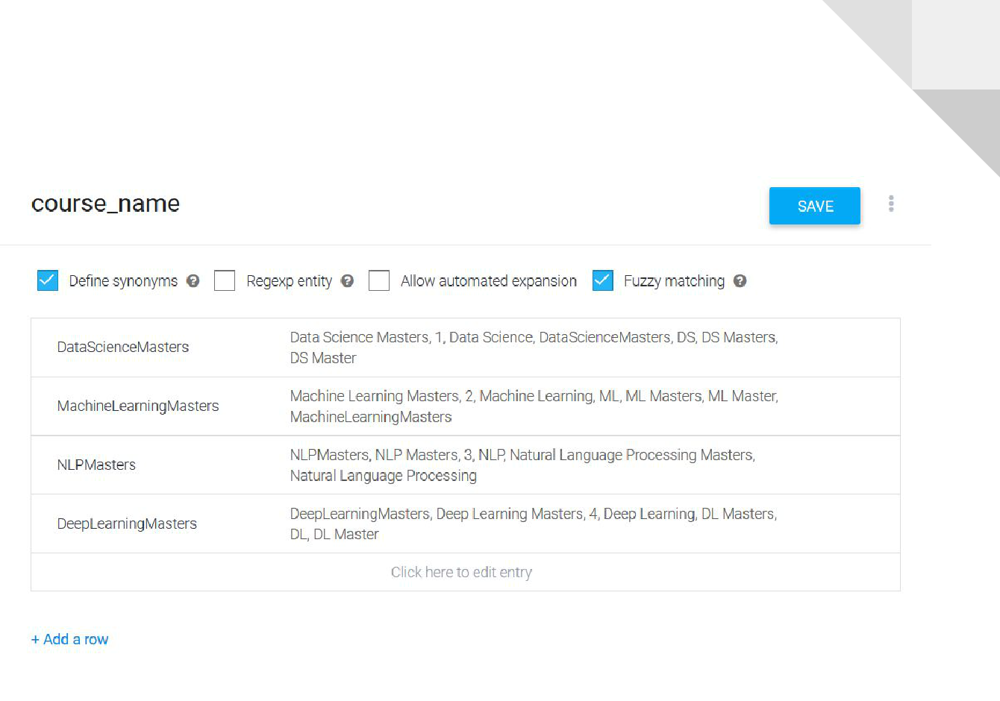 course_name
SAVE
Define synonyms ? Regexp entity ? Allow automated expansion Fuzzy matching ?
DataScienceMasters
Data Science Masters, 1, Data Science, DataScienceMasters, DS, DS Masters,
DS Master
MachineLearningMasters
Machine Learning Masters, 2, Machine Learning, ML, ML Masters, ML Master,
MachineLearningMasters
NLPMasters
NLPMasters, NLP Masters, 3, NLP, Natural Language Processing Masters,
Natural Language Processing
DeepLearningMasters
DeepLearningMasters, Deep Learning Masters, 4, Deep Learning, DL Masters,
DL, DL Master
Click here to edit entry
+ Add a row